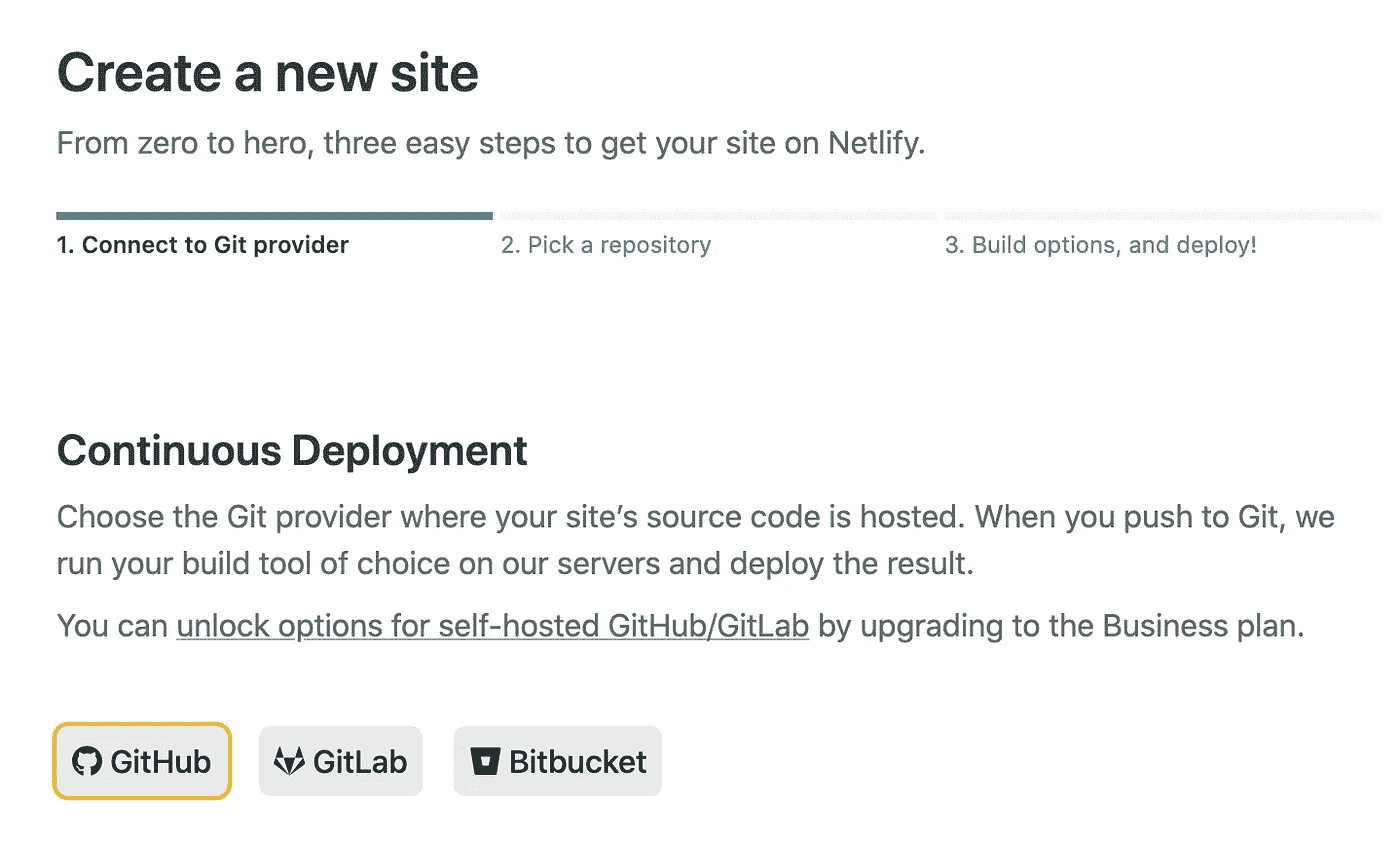 Create a new site
From zero to hero, three easy steps to get your site on Netlify.
1. Connect to Git provider
2. Pick a repository
3. Build options, and deploy!
Continuous Deployment
Choose the Git provider where your site’s source code is hosted. When you push to Git, we
run your build tool of choice on our servers and deploy the result.
You can unlock options for self-hosted GitHub/GitLab by upgrading to the Business plan.
GitHub
GitLab
Bitbucket